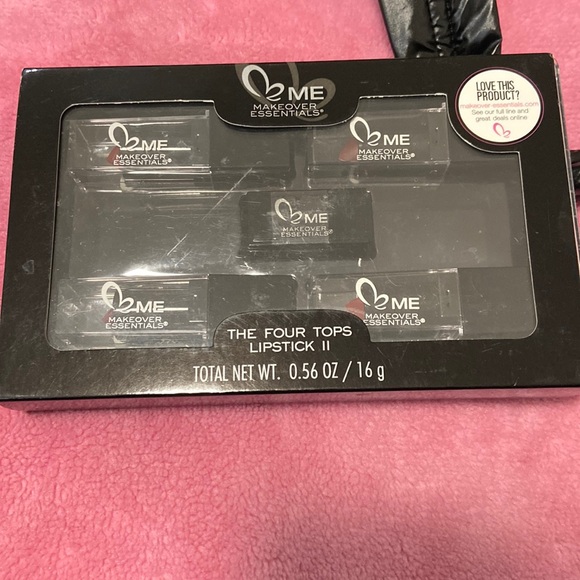 ME
MAKEOVER
ESSENTIALS®
LOVE THIS
PRODUCT?
makeover-essentials.com
See our full line and
great deals online
ME
MAKEOVER
ESSENTIALS®
ME
MAKEOVER
ESSENTIALS®
ME
MAKEOVER
ESSENTIALS®
ME
MAKEOVER
ESSENTIALS®
ME
MAKEOVER
ESSENTIALS®
THE FOUR TOPS
LIPSTICK II
TOTAL NET WT. 0.56 OZ / 16 g